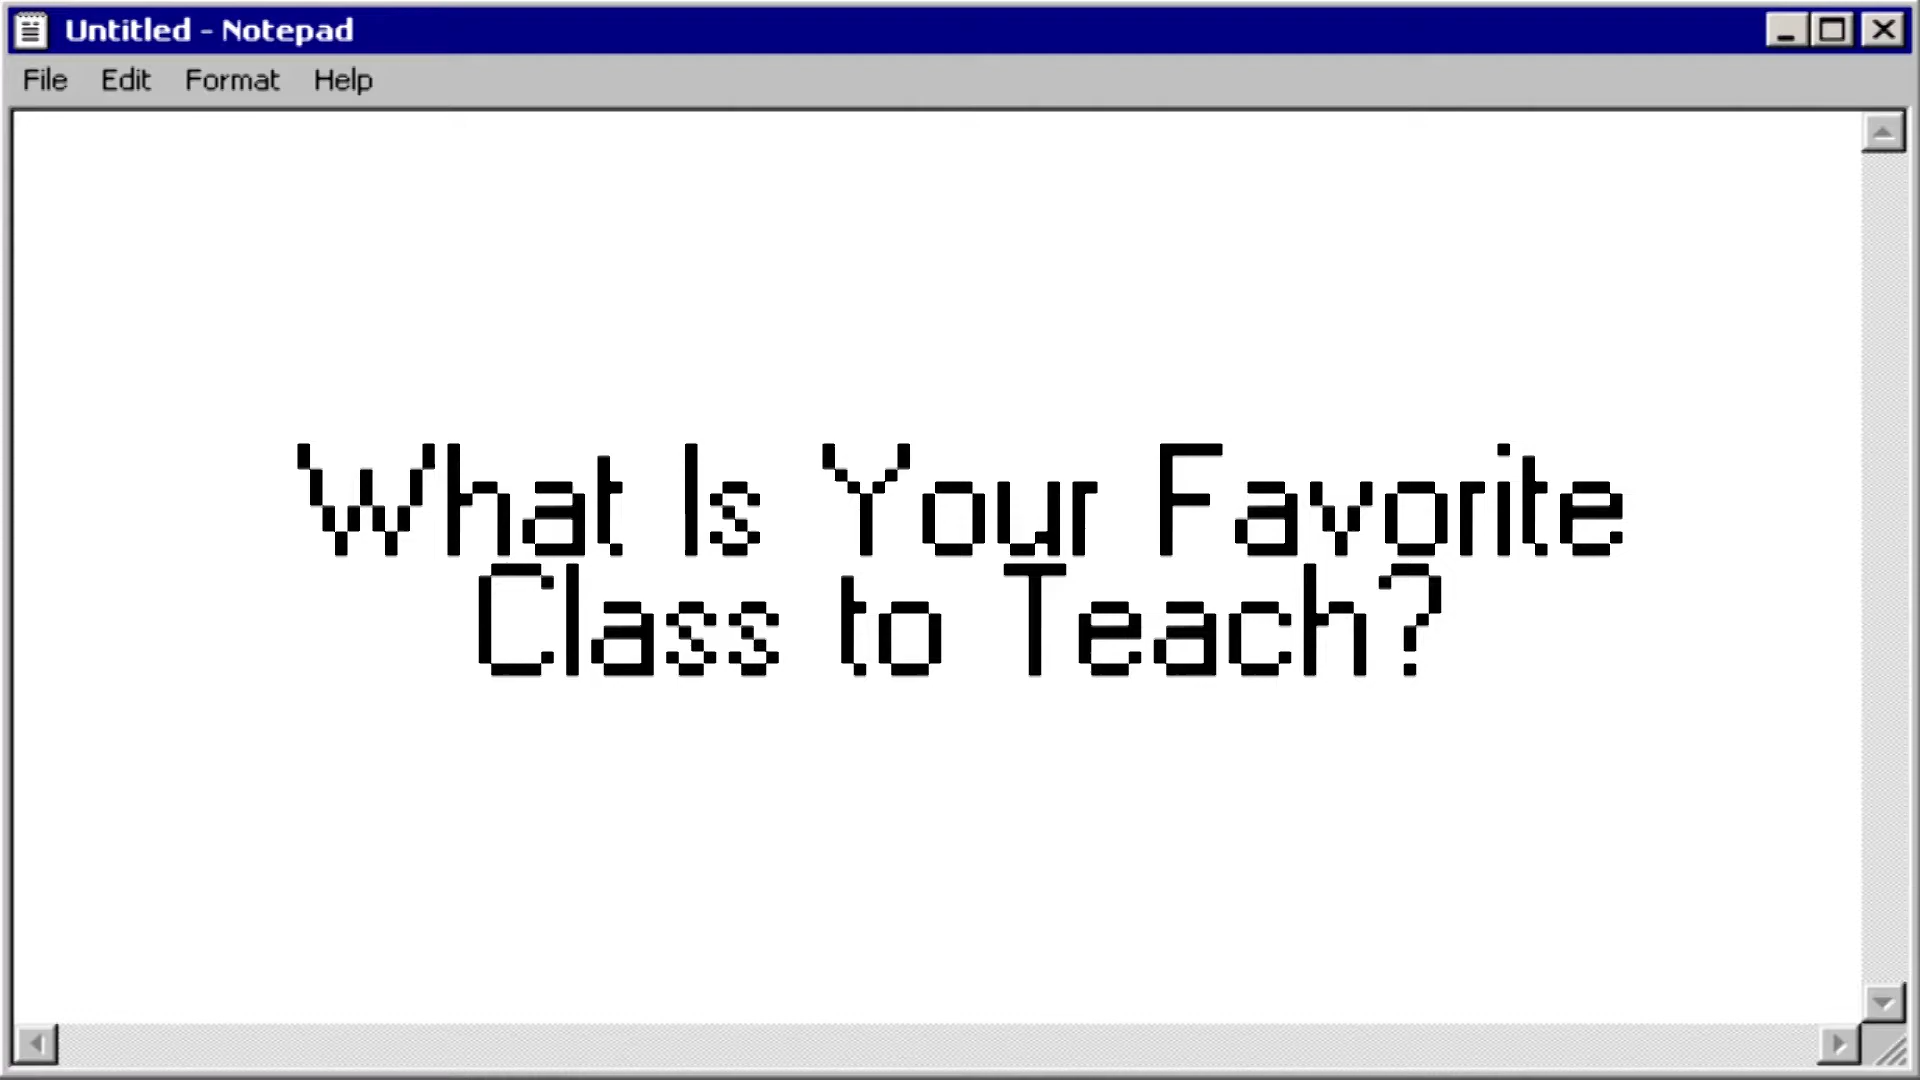 Untitled - Notepad
File Edit Format Help
What Is Your Favorite
Class to Teach?